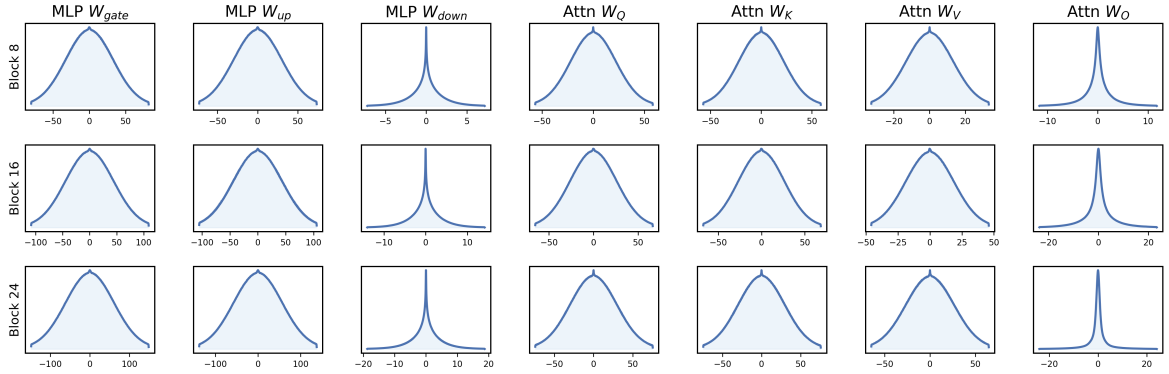 MLP W_gate MLP W_up MLP W_down Attn W_Q Attn W_K Attn W_V Attn W_O
Block 8
−50 0 50 −50 0 50 −5 0 5 −50 0 50 −50 0 50 −20 0 20 −10 0 10
Block 16
−100 −50 0 50 100 −100 −50 0 50 100 −10 0 10 −50 0 50 −50 0 50 −50 −25 0 25 50 −20 0 20
Block 24
−100 0 100 −100 0 100 −20 −10 0 10 20 −50 0 50 −50 0 50 −50 0 50 −20 0 20